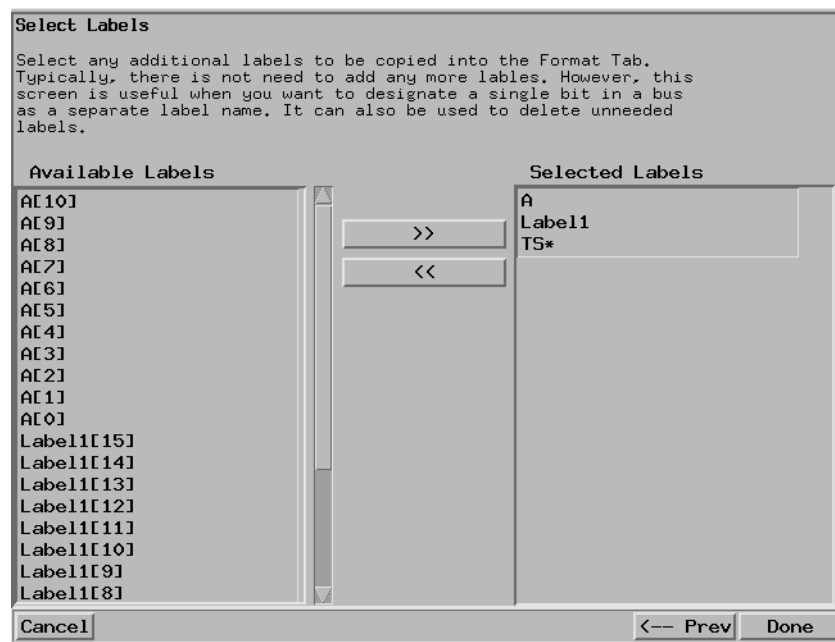 Select Labels
Select any additional labels to be copied into the Format Tab.
Typically, there is not need to add any more lables. However, this
screen is useful when you want to designate a single bit in a bus
as a separate label name. It can also be used to delete unneeded
labels.
Available Labels
A[10]
A[9]
A[8]
A[7]
A[6]
A[5]
A[4]
A[3]
A[2]
A[1]
A[0]
Label1[15]
Label1[14]
Label1[13]
Label1[12]
Label1[11]
Label1[10]
Label1[9]
Label1[8]
>>
<<
Selected Labels
A
Label1
TS*
Cancel
<-- Prev
Done